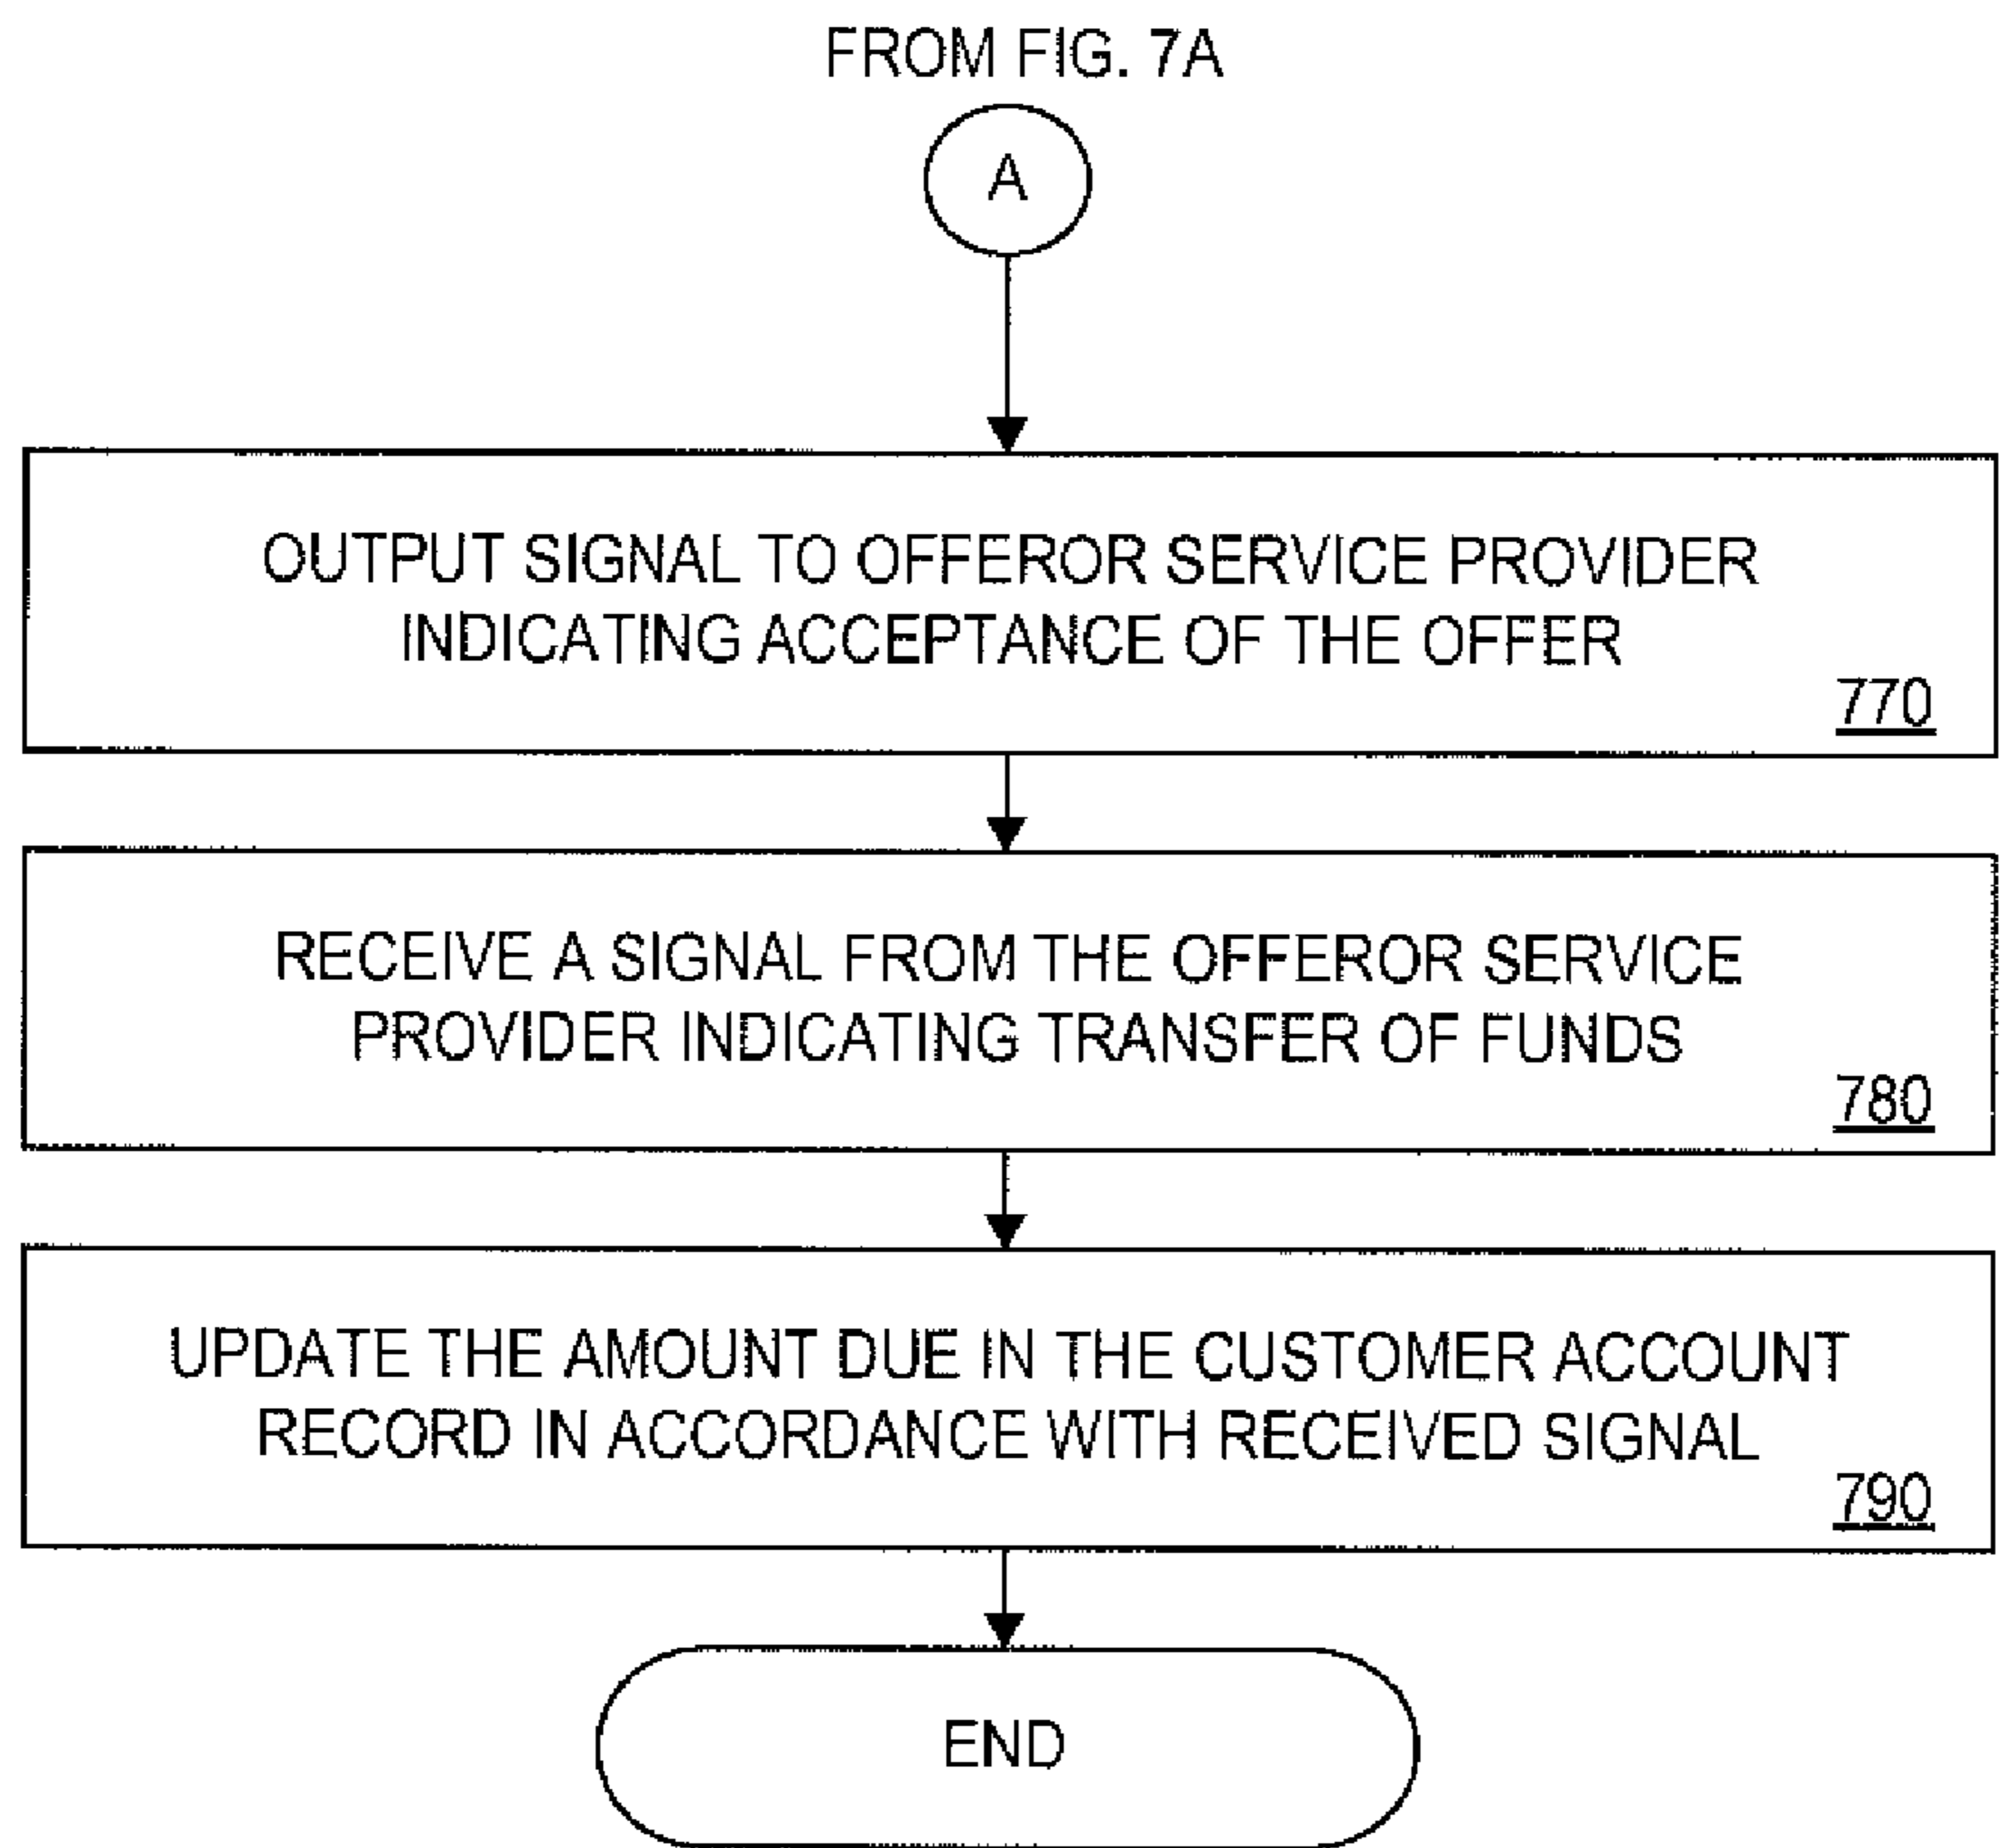 FROM FIG. 7A
A
OUTPUT SIGNAL TO OFFEROR SERVICE PROVIDER
INDICATING ACCEPTANCE OF THE OFFER
770
RECEIVE A SIGNAL FROM THE OFFEROR SERVICE
PROVIDER INDICATING TRANSFER OF FUNDS
780
UPDATE THE AMOUNT DUE IN THE CUSTOMER ACCOUNT
RECORD IN ACCORDANCE WITH RECEIVED SIGNAL
790
END